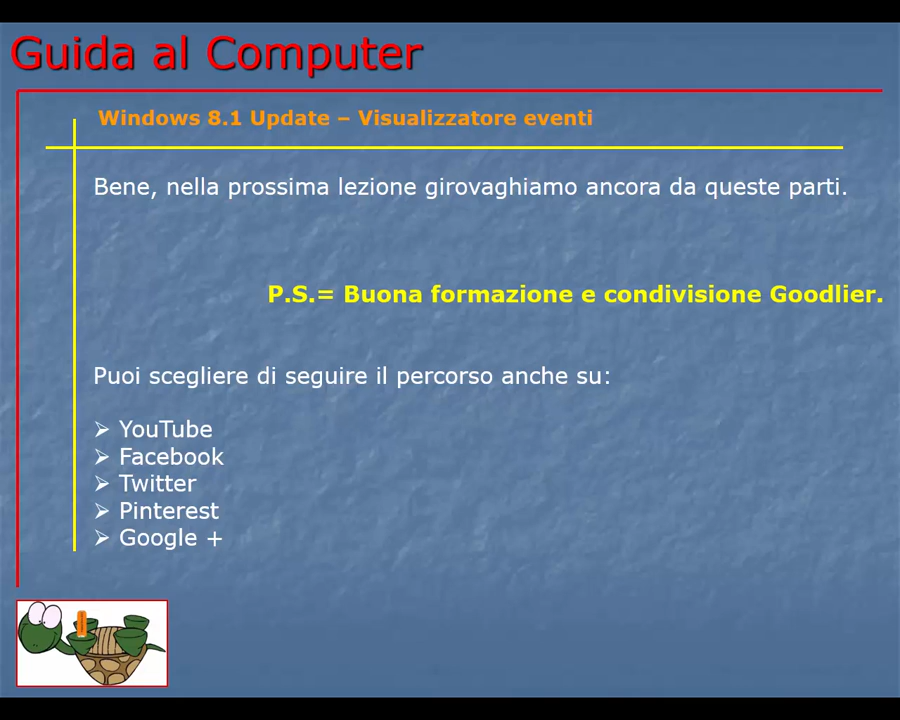 Guida al Computer
Windows 8.1 Update – Visualizzatore eventi
Bene, nella prossima lezione girovaghiamo ancora da queste parti.
P.S.= Buona formazione e condivisione Goodlier.
Puoi scegliere di seguire il percorso anche su:
➢ YouTube
➢ Facebook
➢ Twitter
➢ Pinterest
➢ Google +